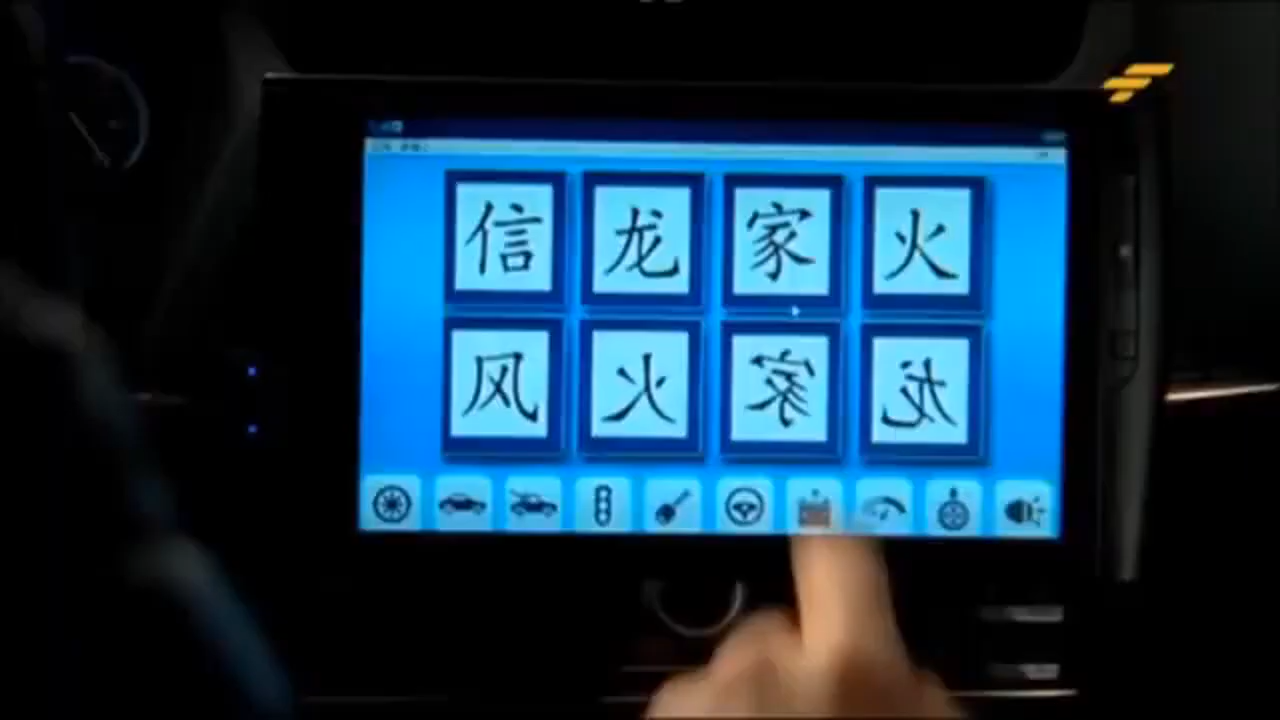 信 龙 家 火
风 火 家 龙